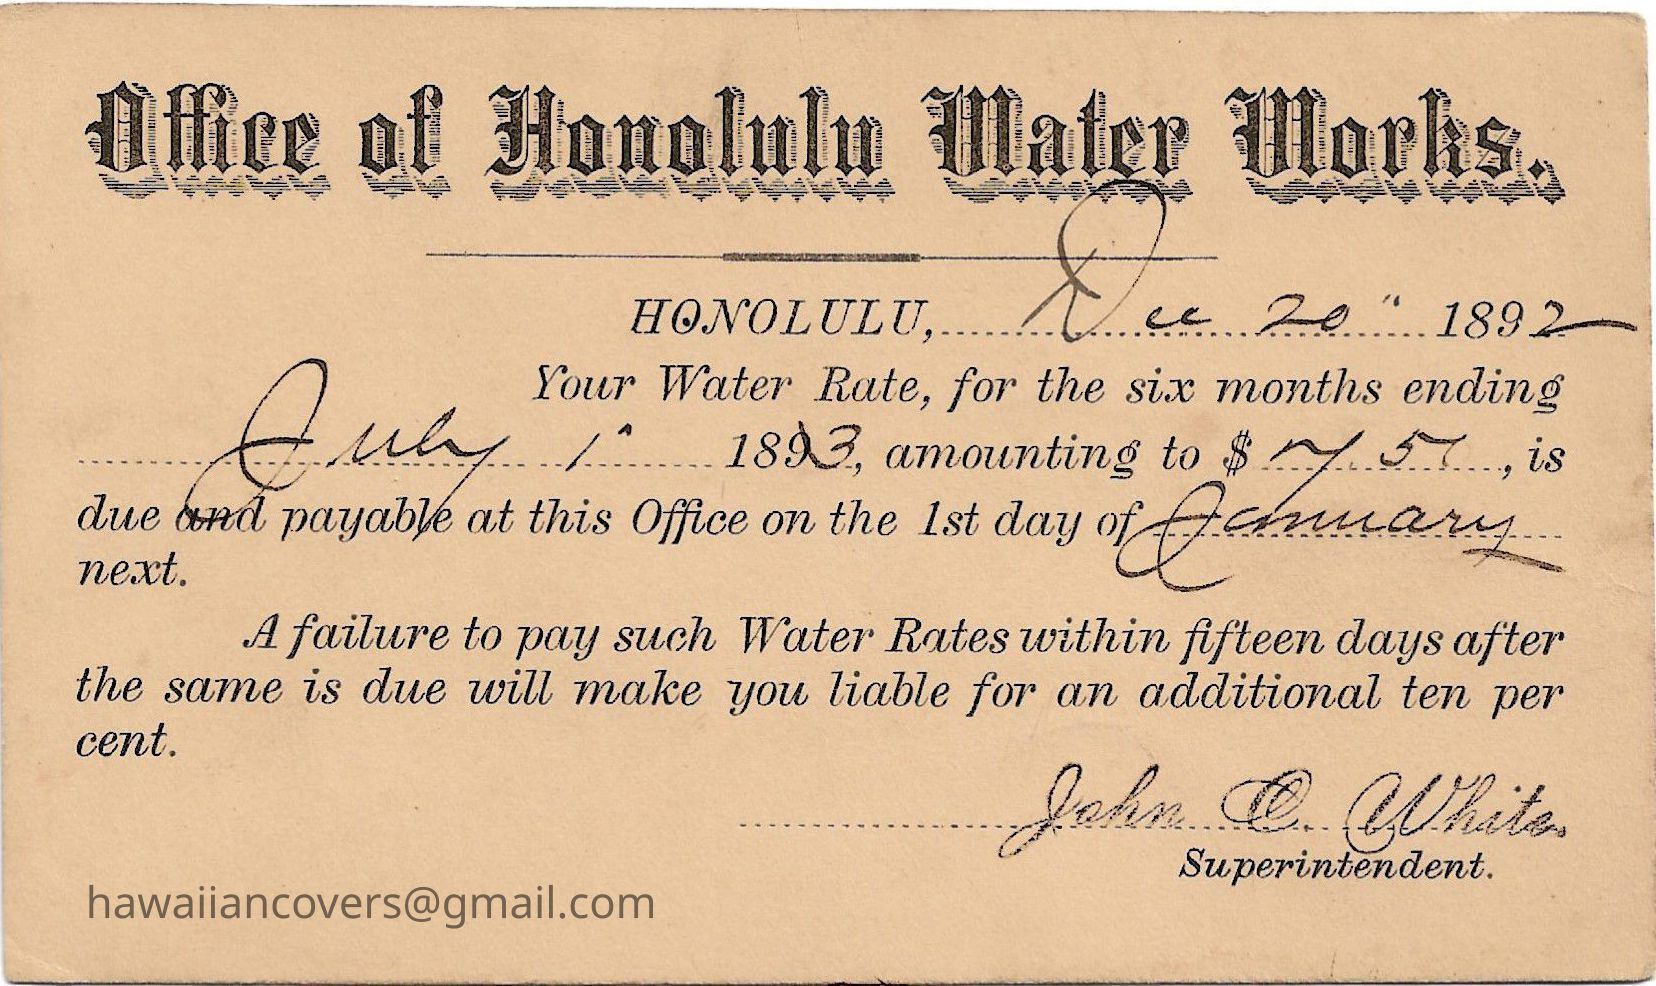 Office of Honolulu Water Works.
HONOLULU, Dec 20" 1892
Your Water Rate, for the six months ending
July 1" 1893, amounting to $ 7.5, is
due and payable at this Office on the 1st day of January
next.
A failure to pay such Water Rates within fifteen days after
the same is due will make you liable for an additional ten per
cent.
John C. White.
Superintendent.
hawaiiancovers@gmail.com